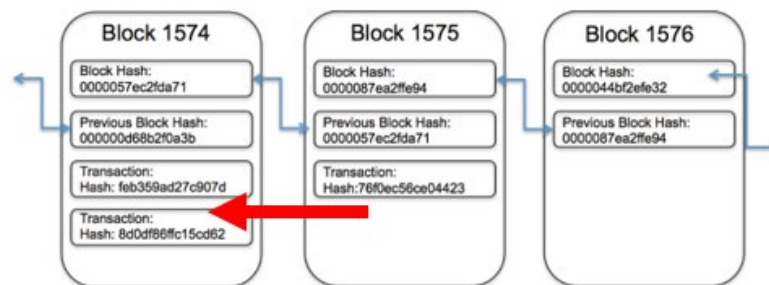 Block 1574
Block Hash:
0000057ec2fda71
Previous Block Hash:
000000d68b2f0a3b
Transaction:
Hash: feb359ad27c907d
Transaction:
Hash: 8d0df86ffc15cd62
Block 1575
Block Hash:
0000087ea2ffe94
Previous Block Hash:
0000057ec2fda71
Transaction:
Hash:76f0ec56ce04423
Block 1576
Block Hash:
0000044bf2efe32
Previous Block Hash:
0000087ea2ffe94